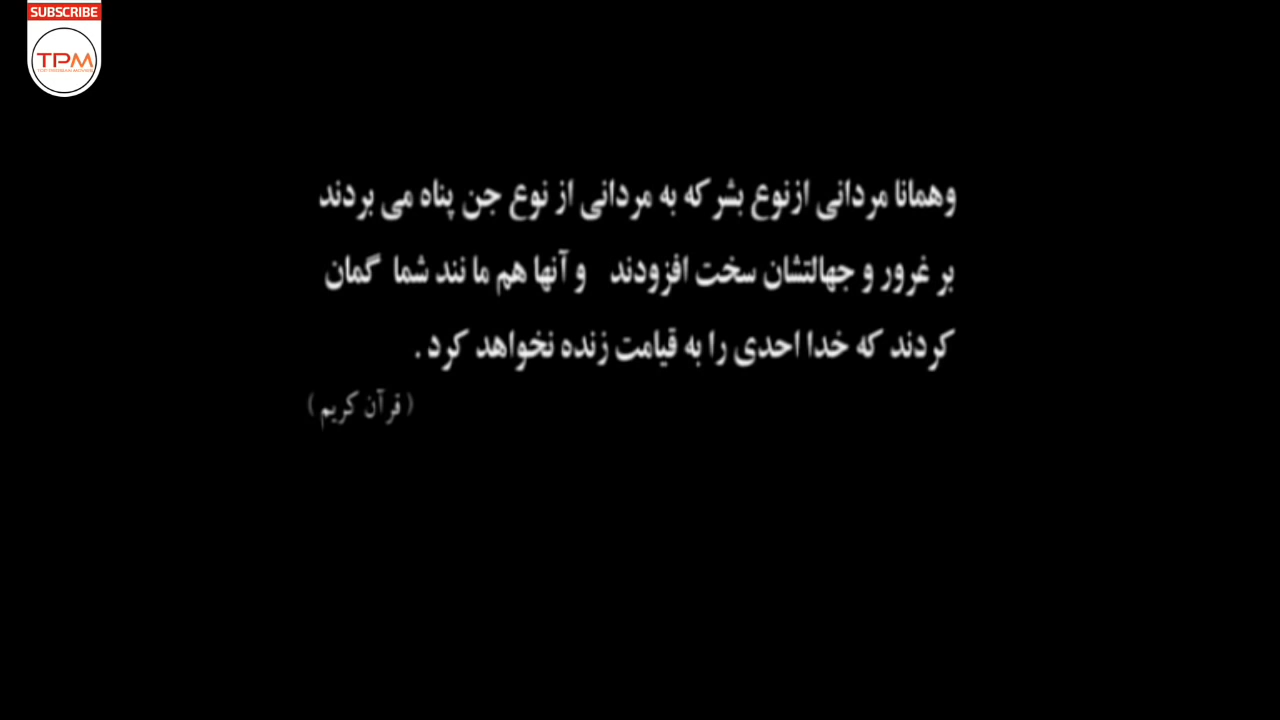 SUBSCRIBE
TPM
وهمانا مردانی ازنوع بشر که به مردانی از نوع جن پناه می بردند
بر غرور و جهالتشان سخت افزودند و آنها هم ما نند شما گمان
کردند که خدا احدی را به قیامت زنده نخواهد کرد .
( قرآن کریم )